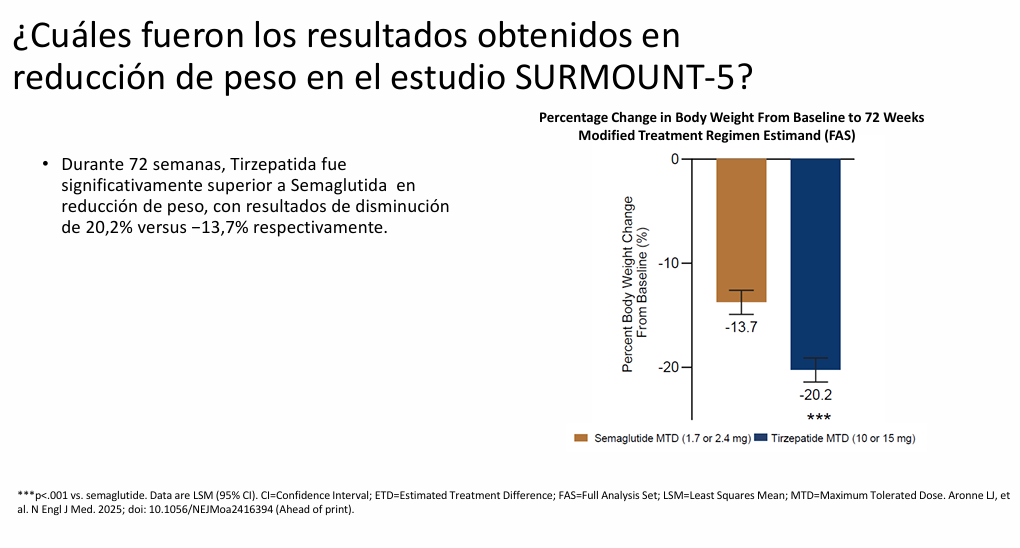 ¿Cuáles fueron los resultados obtenidos en
reducción de peso en el estudio SURMOUNT-5?
• Durante 72 semanas, Tirzepatida fue
significativamente superior a Semaglutida en
reducción de peso, con resultados de disminución
de 20,2% versus −13,7% respectivamente.
Percentage Change in Body Weight From Baseline to 72 Weeks
Modified Treatment Regimen Estimand (FAS)
Percent Body Weight Change
From Baseline (%)
0
-10
-20
-13.7
-20.2
***
Semaglutide MTD (1.7 or 2.4 mg) Tirzepatide MTD (10 or 15 mg)
***p<.001 vs. semaglutide. Data are LSM (95% CI). CI=Confidence Interval; ETD=Estimated Treatment Difference; FAS=Full Analysis Set; LSM=Least Squares Mean; MTD=Maximum Tolerated Dose. Aronne LJ, et
al. N Engl J Med. 2025; doi: 10.1056/NEJMoa2416394 (Ahead of print).